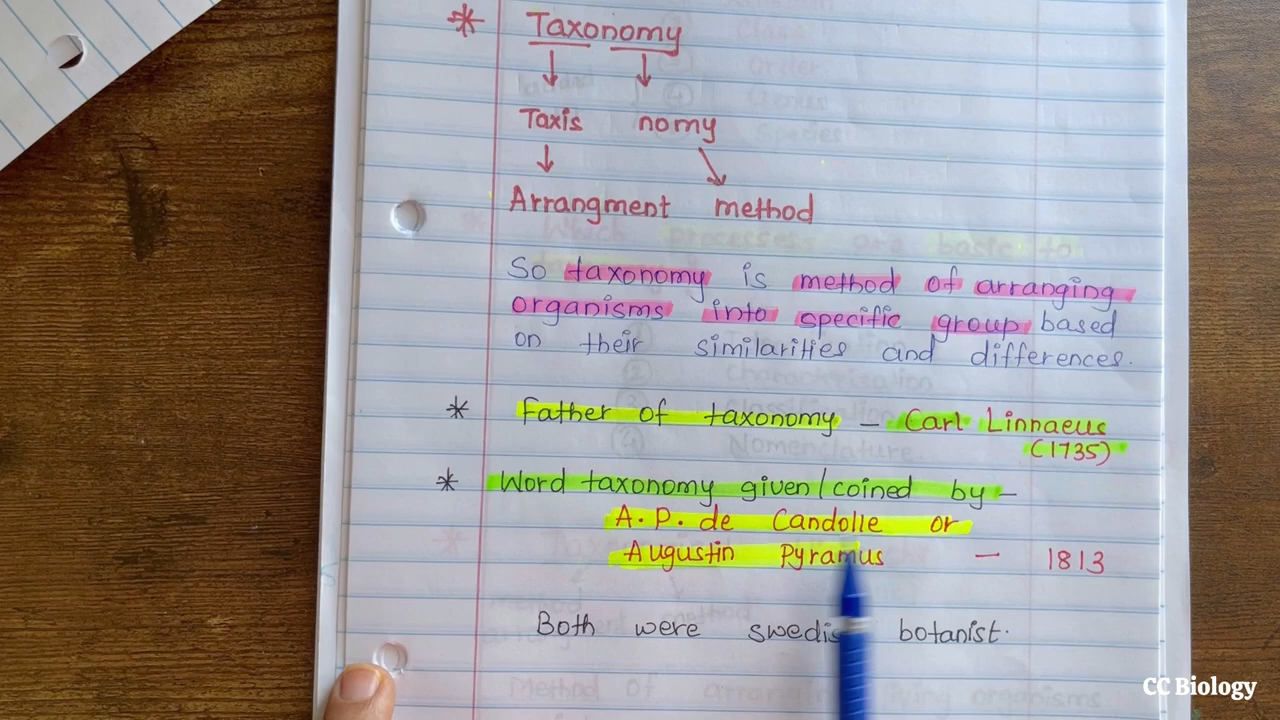 * Taxonomy
Taxis nomy
Arrangment method
So taxonomy is method of arranging
organisms into specific group based
on their similarities and differences.
* Father of taxonomy - Carl Linnaeus
(1735)
* Word taxonomy given/coined by -
A.P. de Candolle or
Augustin Pyramus - 1813
Both were swedis botanist.
CC Biology